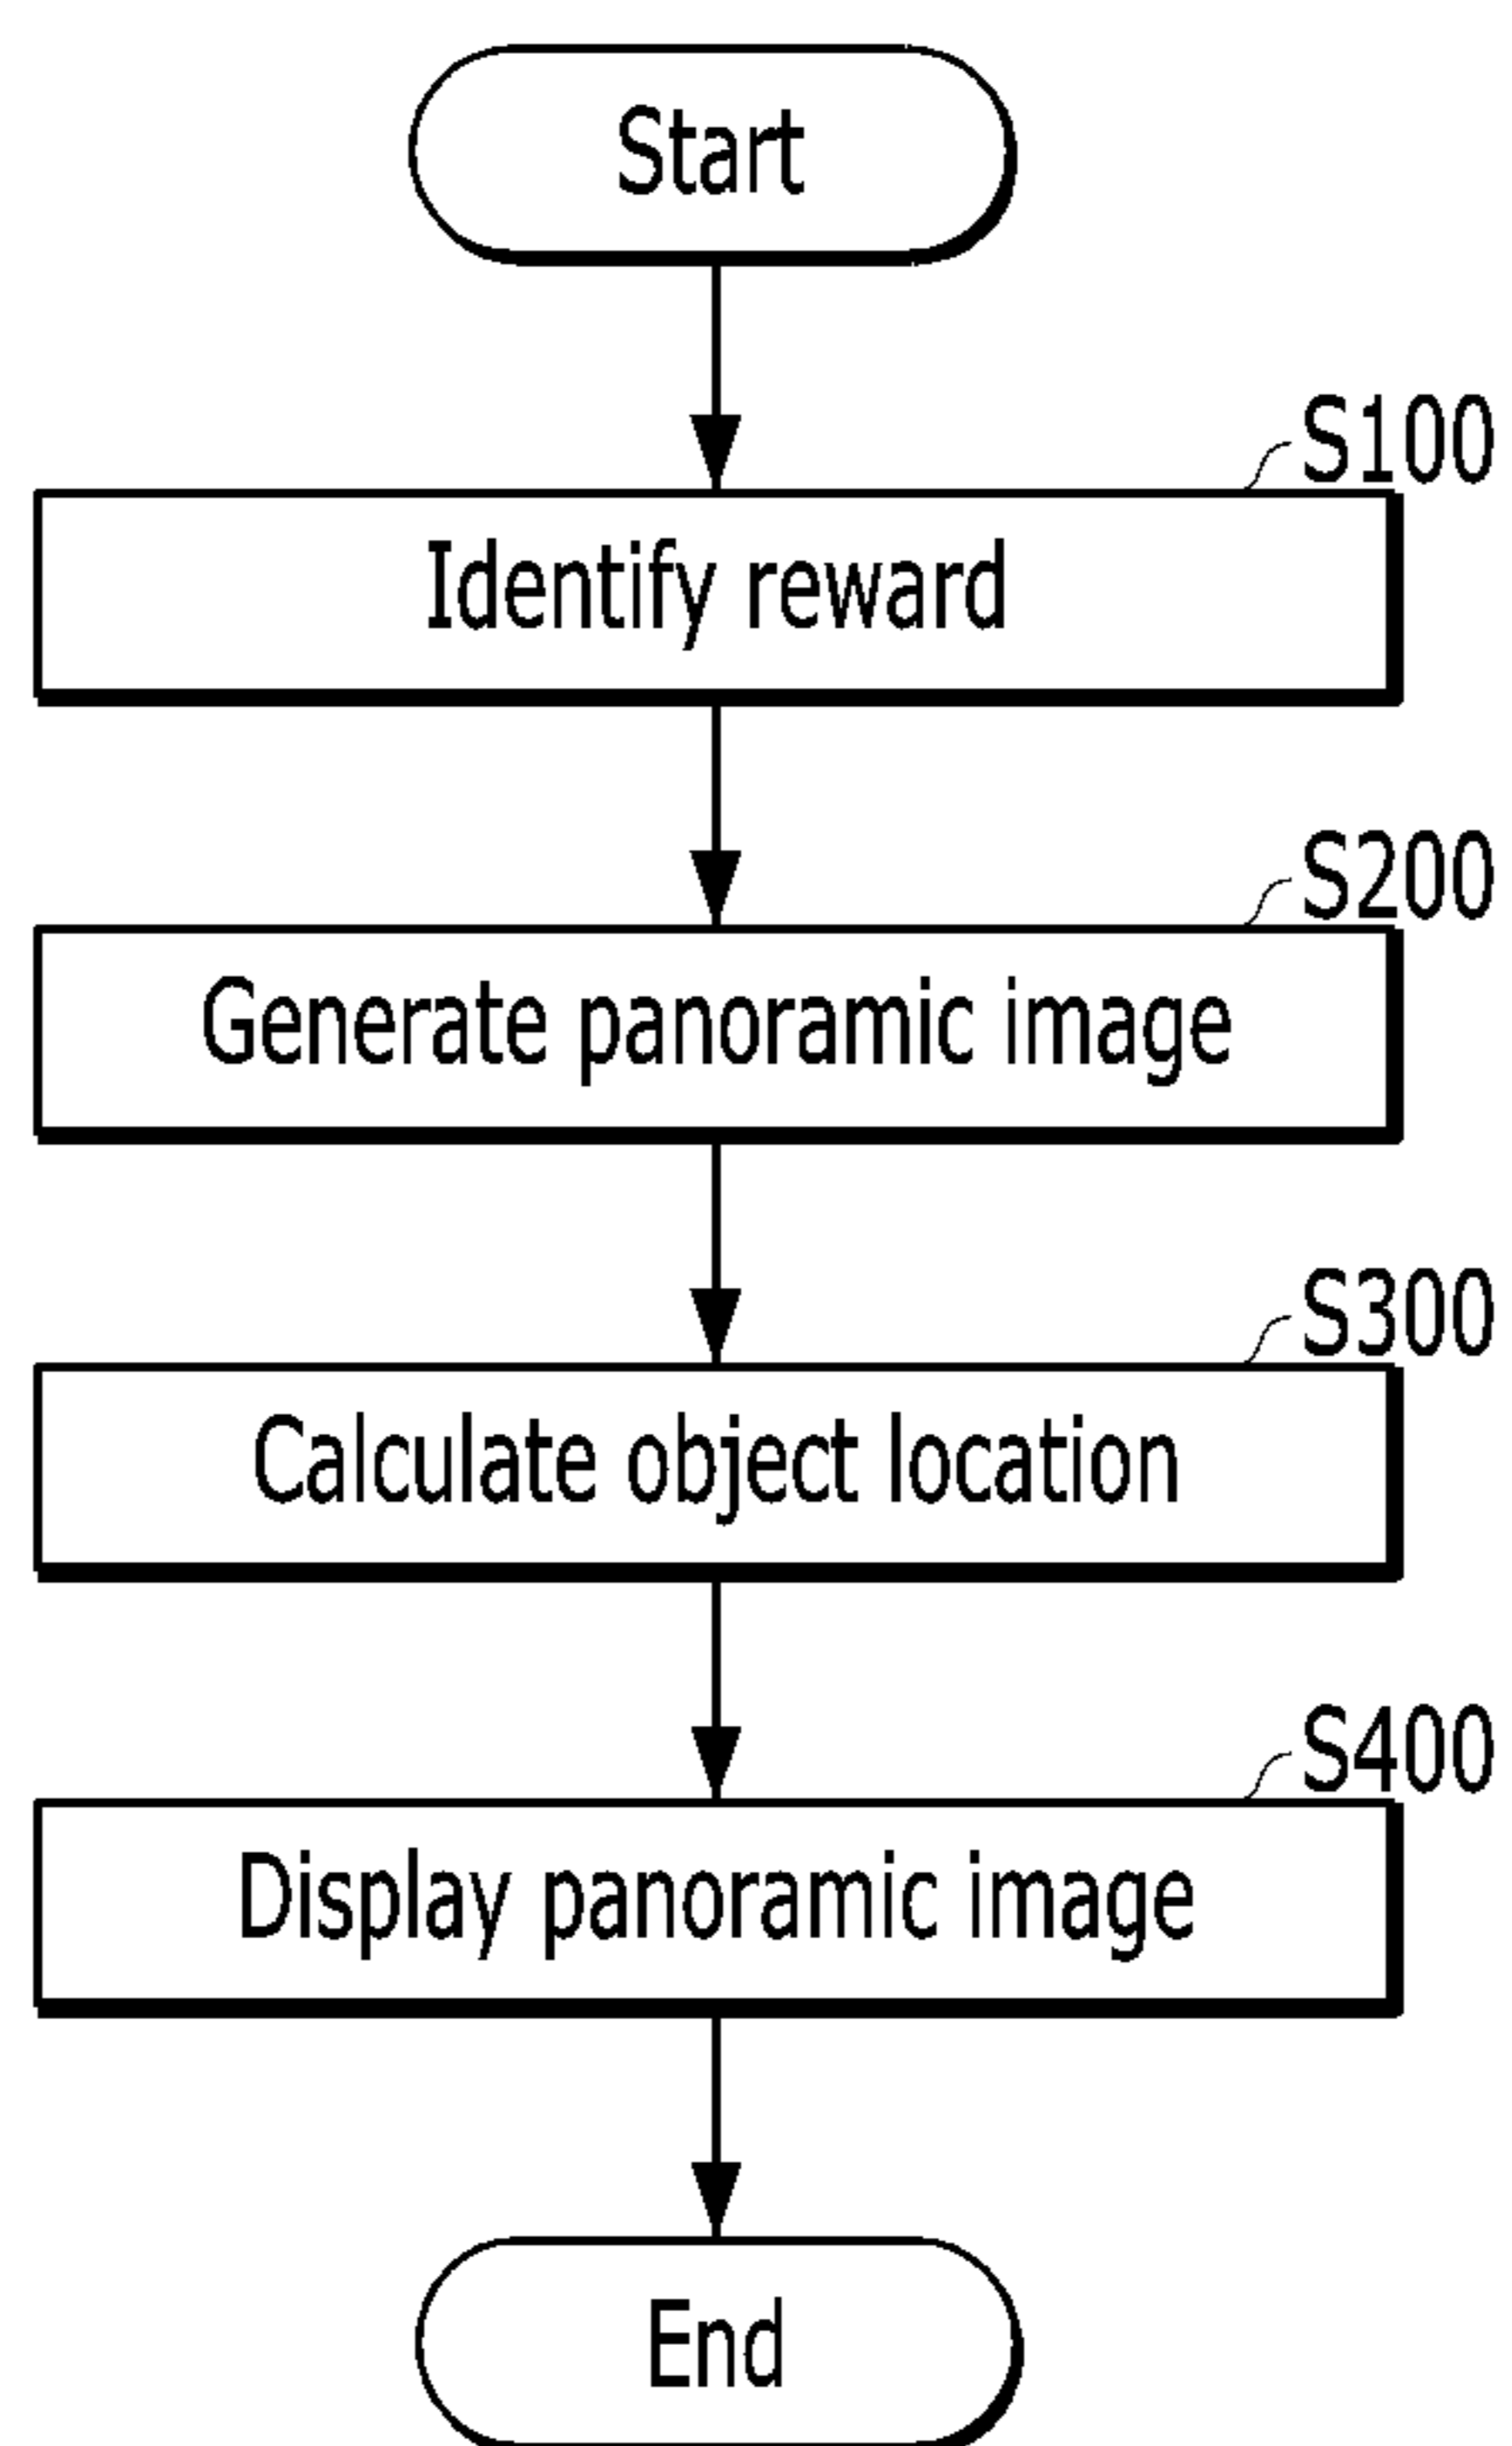 Start
S100
Identify reward
S200
Generate panoramic image
S300
Calculate object location
S400
Display panoramic image
End